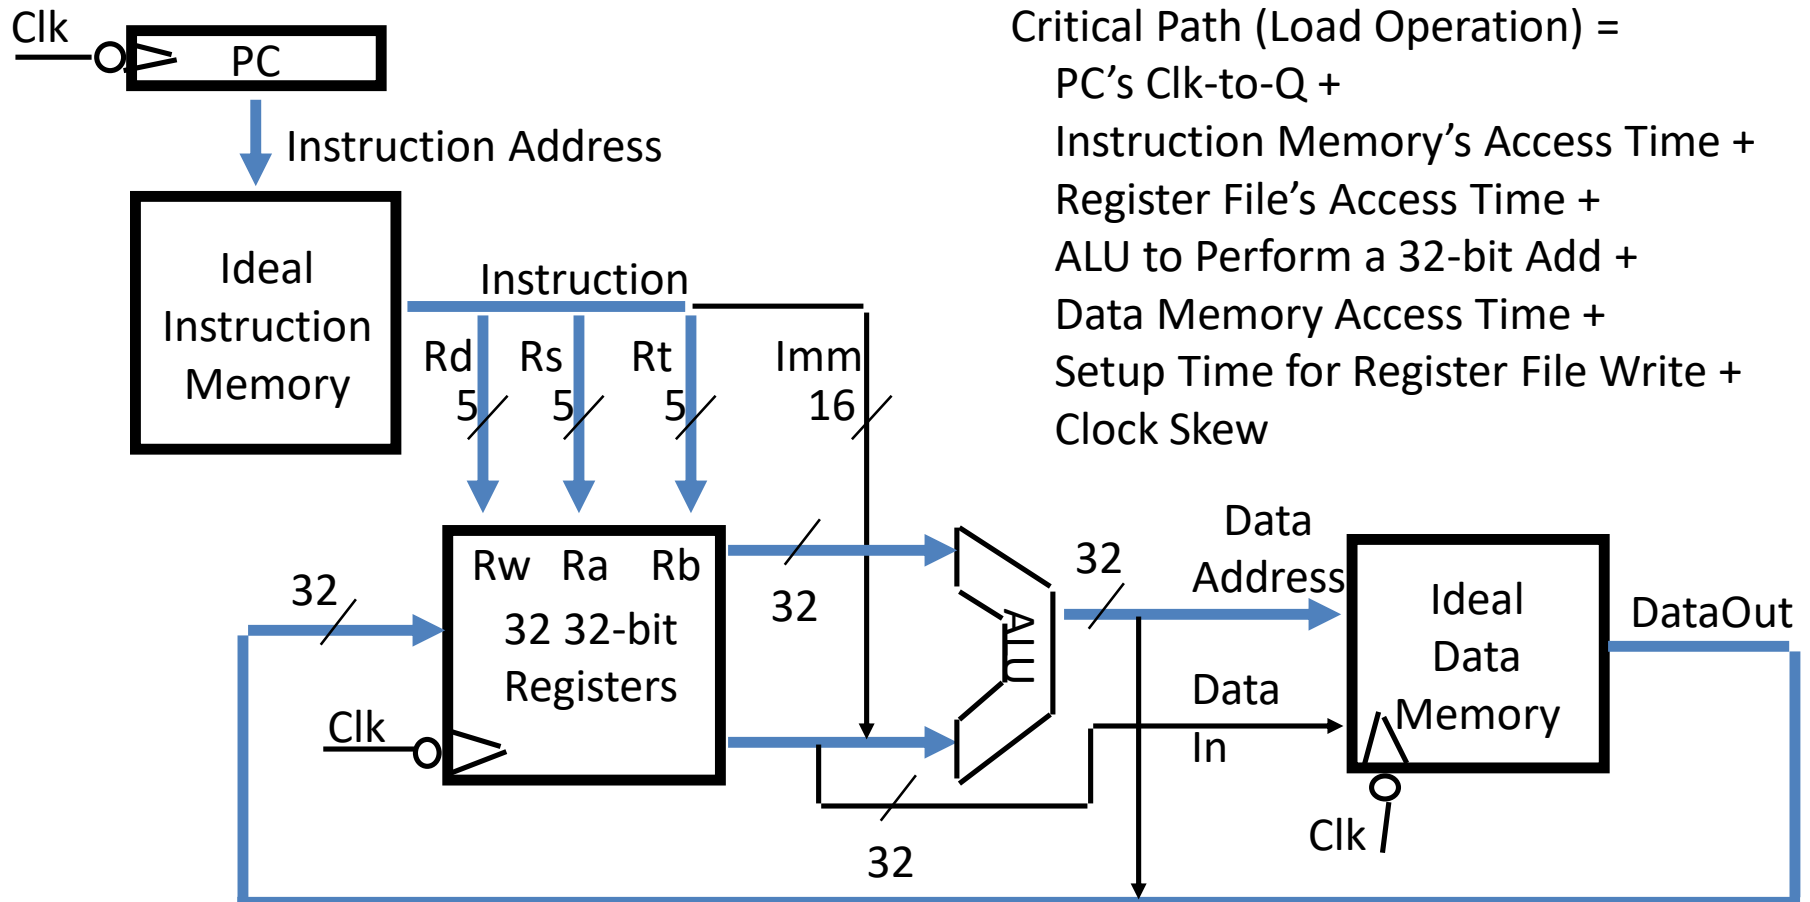 Clk
PC
Instruction Address
Critical Path (Load Operation) =
PC’s Clk-to-Q +
Instruction Memory’s Access Time +
Register File’s Access Time +
ALU to Perform a 32-bit Add +
Data Memory Access Time +
Setup Time for Register File Write +
Clock Skew
Ideal
Instruction
Memory
Instruction
Rd
Rs
Rt
Imm
5
5
5
16
Rw Ra Rb
32 32-bit
Registers
32
Clk
32
32
ALU
32
Data
Address
Data
In
Ideal
Data
Memory
Clk
DataOut